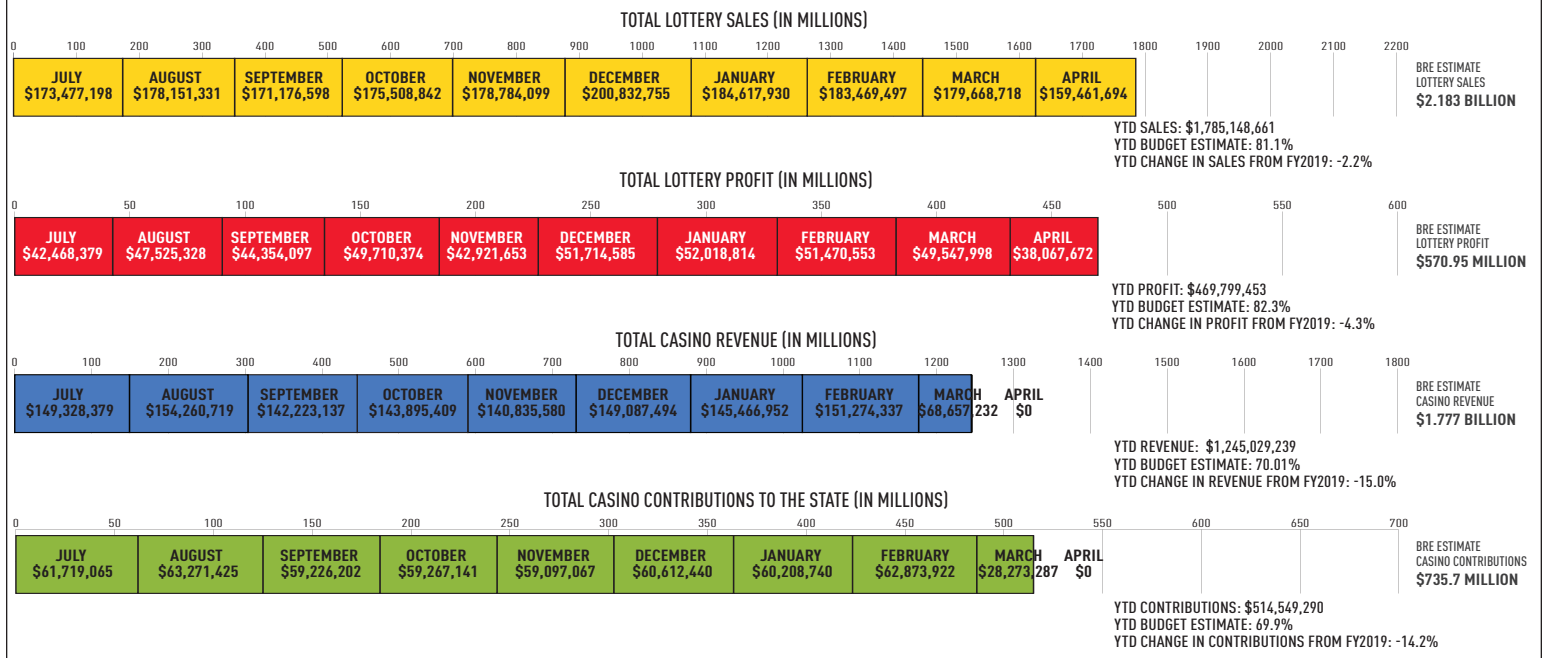 TOTAL LOTTERY SALES (IN MILLIONS)
0 100 200 300 400 500 600 700 800 900 1000 1100 1200 1300 1400 1500 1600 1700 1800 1900 2000 2100 2200
JULY AUGUST SEPTEMBER OCTOBER NOVEMBER DECEMBER JANUARY FEBRUARY MARCH APRIL
$173,477,198 $178,151,331 $171,176,598 $175,508,842 $178,784,099 $200,832,755 $184,617,930 $183,469,497 $179,668,718 $159,461,694
BRE ESTIMATE
LOTTERY SALES
$2.183 BILLION
YTD SALES: $1,785,148,661
YTD BUDGET ESTIMATE: 81.1%
YTD CHANGE IN SALES FROM FY2019: -2.2%
TOTAL LOTTERY PROFIT (IN MILLIONS)
0 50 100 150 200 250 300 350 400 450 500 550 600
JULY AUGUST SEPTEMBER OCTOBER NOVEMBER DECEMBER JANUARY FEBRUARY MARCH APRIL
$42,468,379 $47,525,328 $44,354,097 $49,710,374 $42,921,653 $51,714,585 $52,018,814 $51,470,553 $49,547,998 $38,067,672
BRE ESTIMATE
LOTTERY PROFIT
$570.95 MILLION
YTD PROFIT: $469,799,453
YTD BUDGET ESTIMATE: 82.3%
YTD CHANGE IN PROFIT FROM FY2019: -4.3%
TOTAL CASINO REVENUE (IN MILLIONS)
0 100 200 300 400 500 600 700 800 900 1000 1100 1200 1300 1400 1500 1600 1700 1800
JULY AUGUST SEPTEMBER OCTOBER NOVEMBER DECEMBER JANUARY FEBRUARY MARCH APRIL
$149,328,379 $154,260,719 $142,223,137 $143,895,409 $140,835,580 $149,087,494 $145,466,952 $151,274,337 $68,657,232 $0
BRE ESTIMATE
CASINO REVENUE
$1.777 BILLION
YTD REVENUE: $1,245,029,239
YTD BUDGET ESTIMATE: 70.01%
YTD CHANGE IN REVENUE FROM FY2019: -15.0%
TOTAL CASINO CONTRIBUTIONS TO THE STATE (IN MILLIONS)
0 50 100 150 200 250 300 350 400 450 500 550 600 650 700
JULY AUGUST SEPTEMBER OCTOBER NOVEMBER DECEMBER JANUARY FEBRUARY MARCH APRIL
$61,719,065 $63,271,425 $59,226,202 $59,267,141 $59,097,067 $60,612,440 $60,208,740 $62,873,922 $28,273,287 $0
BRE ESTIMATE
CASINO CONTRIBUTIONS
$735.7 MILLION
YTD CONTRIBUTIONS: $514,549,290
YTD BUDGET ESTIMATE: 69.9%
YTD CHANGE IN CONTRIBUTIONS FROM FY2019: -14.2%